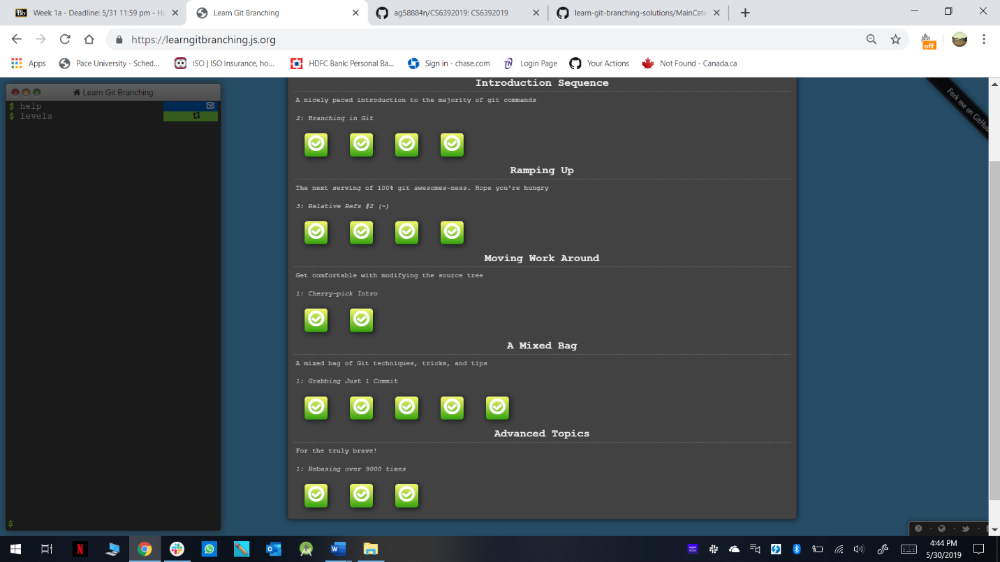 Week 1a - Deadline: 5/31 11:59 pm - Ha
Learn Git Branching
ag58884n/CS6392019: CS6392019
learn-git-branching-solutions/MainCate
https://learngitbranching.js.org
off
Apps
Pace University - Sched...
ISO | ISO Insurance, ho...
HDFC Bank: Personal Ba...
Sign in - chase.com
Login Page
Your Actions
Not Found - Canada.ca
Learn Git Branching
$ help
$ levels
$
Fork me on GitHub
Introduction Sequence
A nicely paced introduction to the majority of git commands
2: Branching in Git
Ramping Up
The next serving of 100% git awesomes-ness. Hope you're hungry
3: Relative Refs #2 (~)
Moving Work Around
Get comfortable with modifying the source tree
1: Cherry-pick Intro
A Mixed Bag
A mixed bag of Git techniques, tricks, and tips
1: Grabbing Just 1 Commit
Advanced Topics
For the truly brave!
1: Rebasing over 9000 times
4:44 PM
5/30/2019